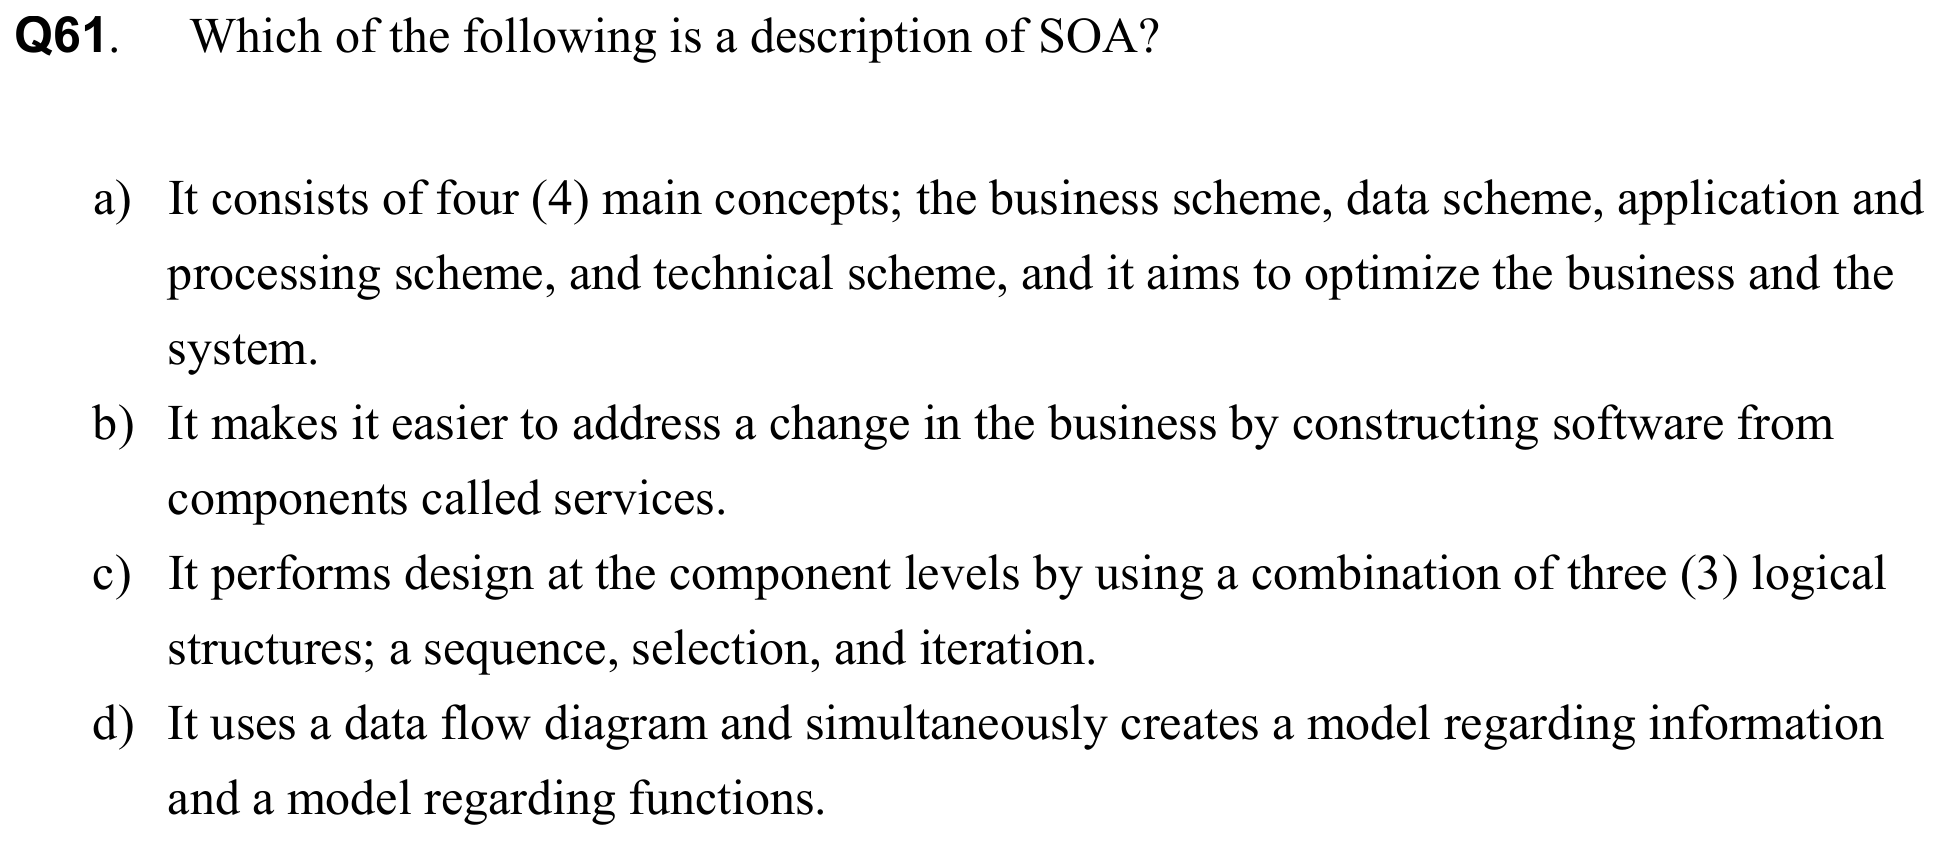 Q61. Which of the following is a description of SOA?
a) It consists of four (4) main concepts; the business scheme, data scheme, application and
processing scheme, and technical scheme, and it aims to optimize the business and the
system.
b) It makes it easier to address a change in the business by constructing software from
components called services.
c) It performs design at the component levels by using a combination of three (3) logical
structures; a sequence, selection, and iteration.
d) It uses a data flow diagram and simultaneously creates a model regarding information
and a model regarding functions.